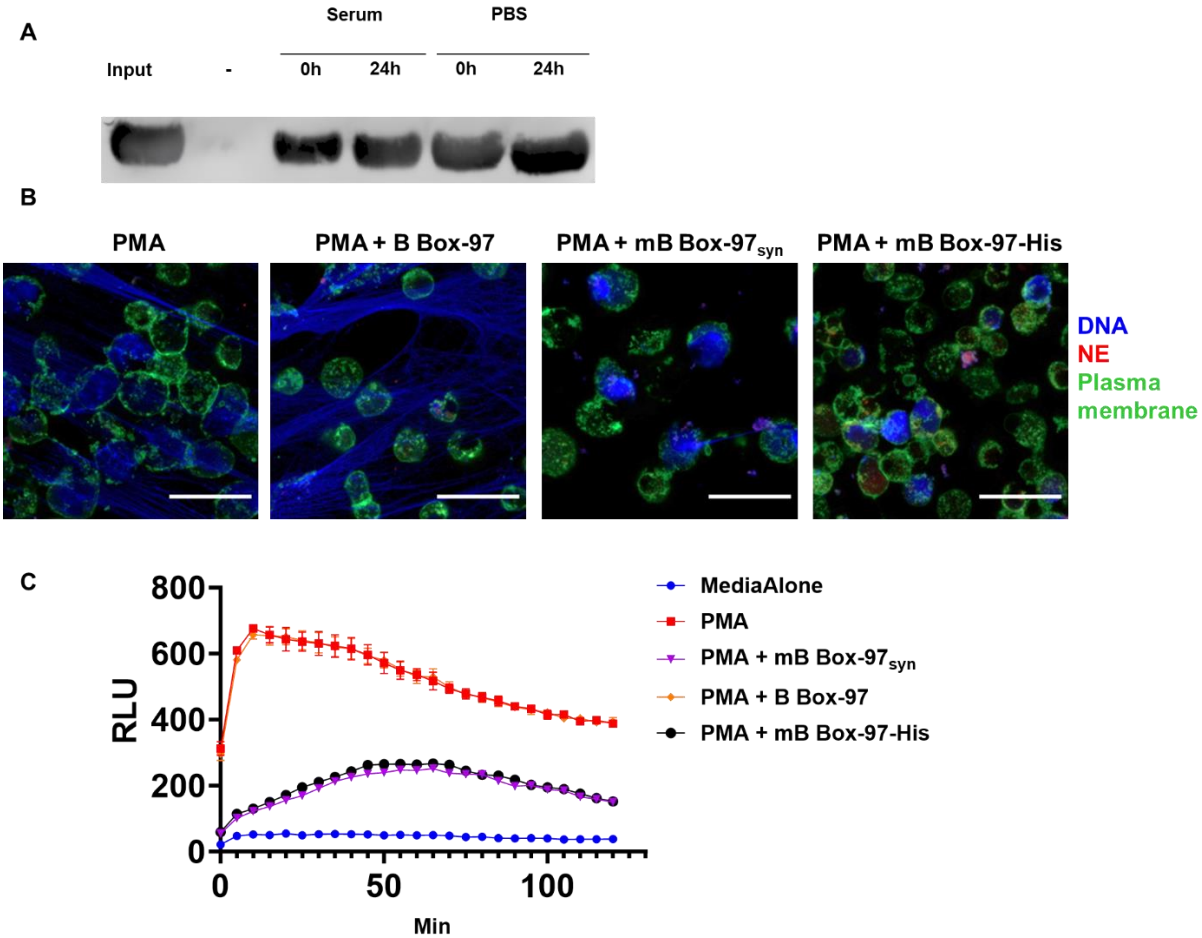 A
Serum PBS
Input - 0h 24h 0h 24h
B
PMA PMA + B Box-97 PMA + mB Box-97syn PMA + mB Box-97-His
DNA
NE
Plasma
membrane
C
800
600
400
200
0
RLU
0 50 100
Min
MediaAlone
PMA
PMA + mB Box-97syn
PMA + B Box-97
PMA + mB Box-97-His